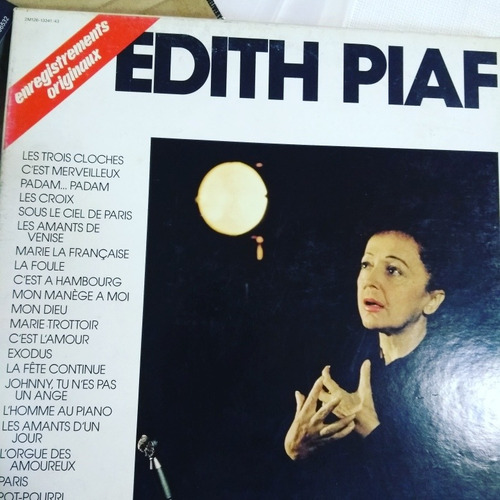 enregistrements
originaux
EDITH PIAF
LES TROIS CLOCHES
C'EST MERVEILLEUX
PADAM... PADAM
LES CROIX
SOUS LE CIEL DE PARIS
LES AMANTS DE
VENISE
MARIE LA FRANÇAISE
LA FOULE
C'EST A HAMBOURG
MON MANÈGE A MOI
MON DIEU
MARIE TROTTOIR
C'EST L'AMOUR
EXODUS
LA FÊTE CONTINUE
JOHNNY, TU N'ES PAS
UN ANGE
L'HOMME AU PIANO
LES AMANTS D'UN
JOUR
L'ORGUE DES
AMOUREUX
PARIS
POT-POURRI